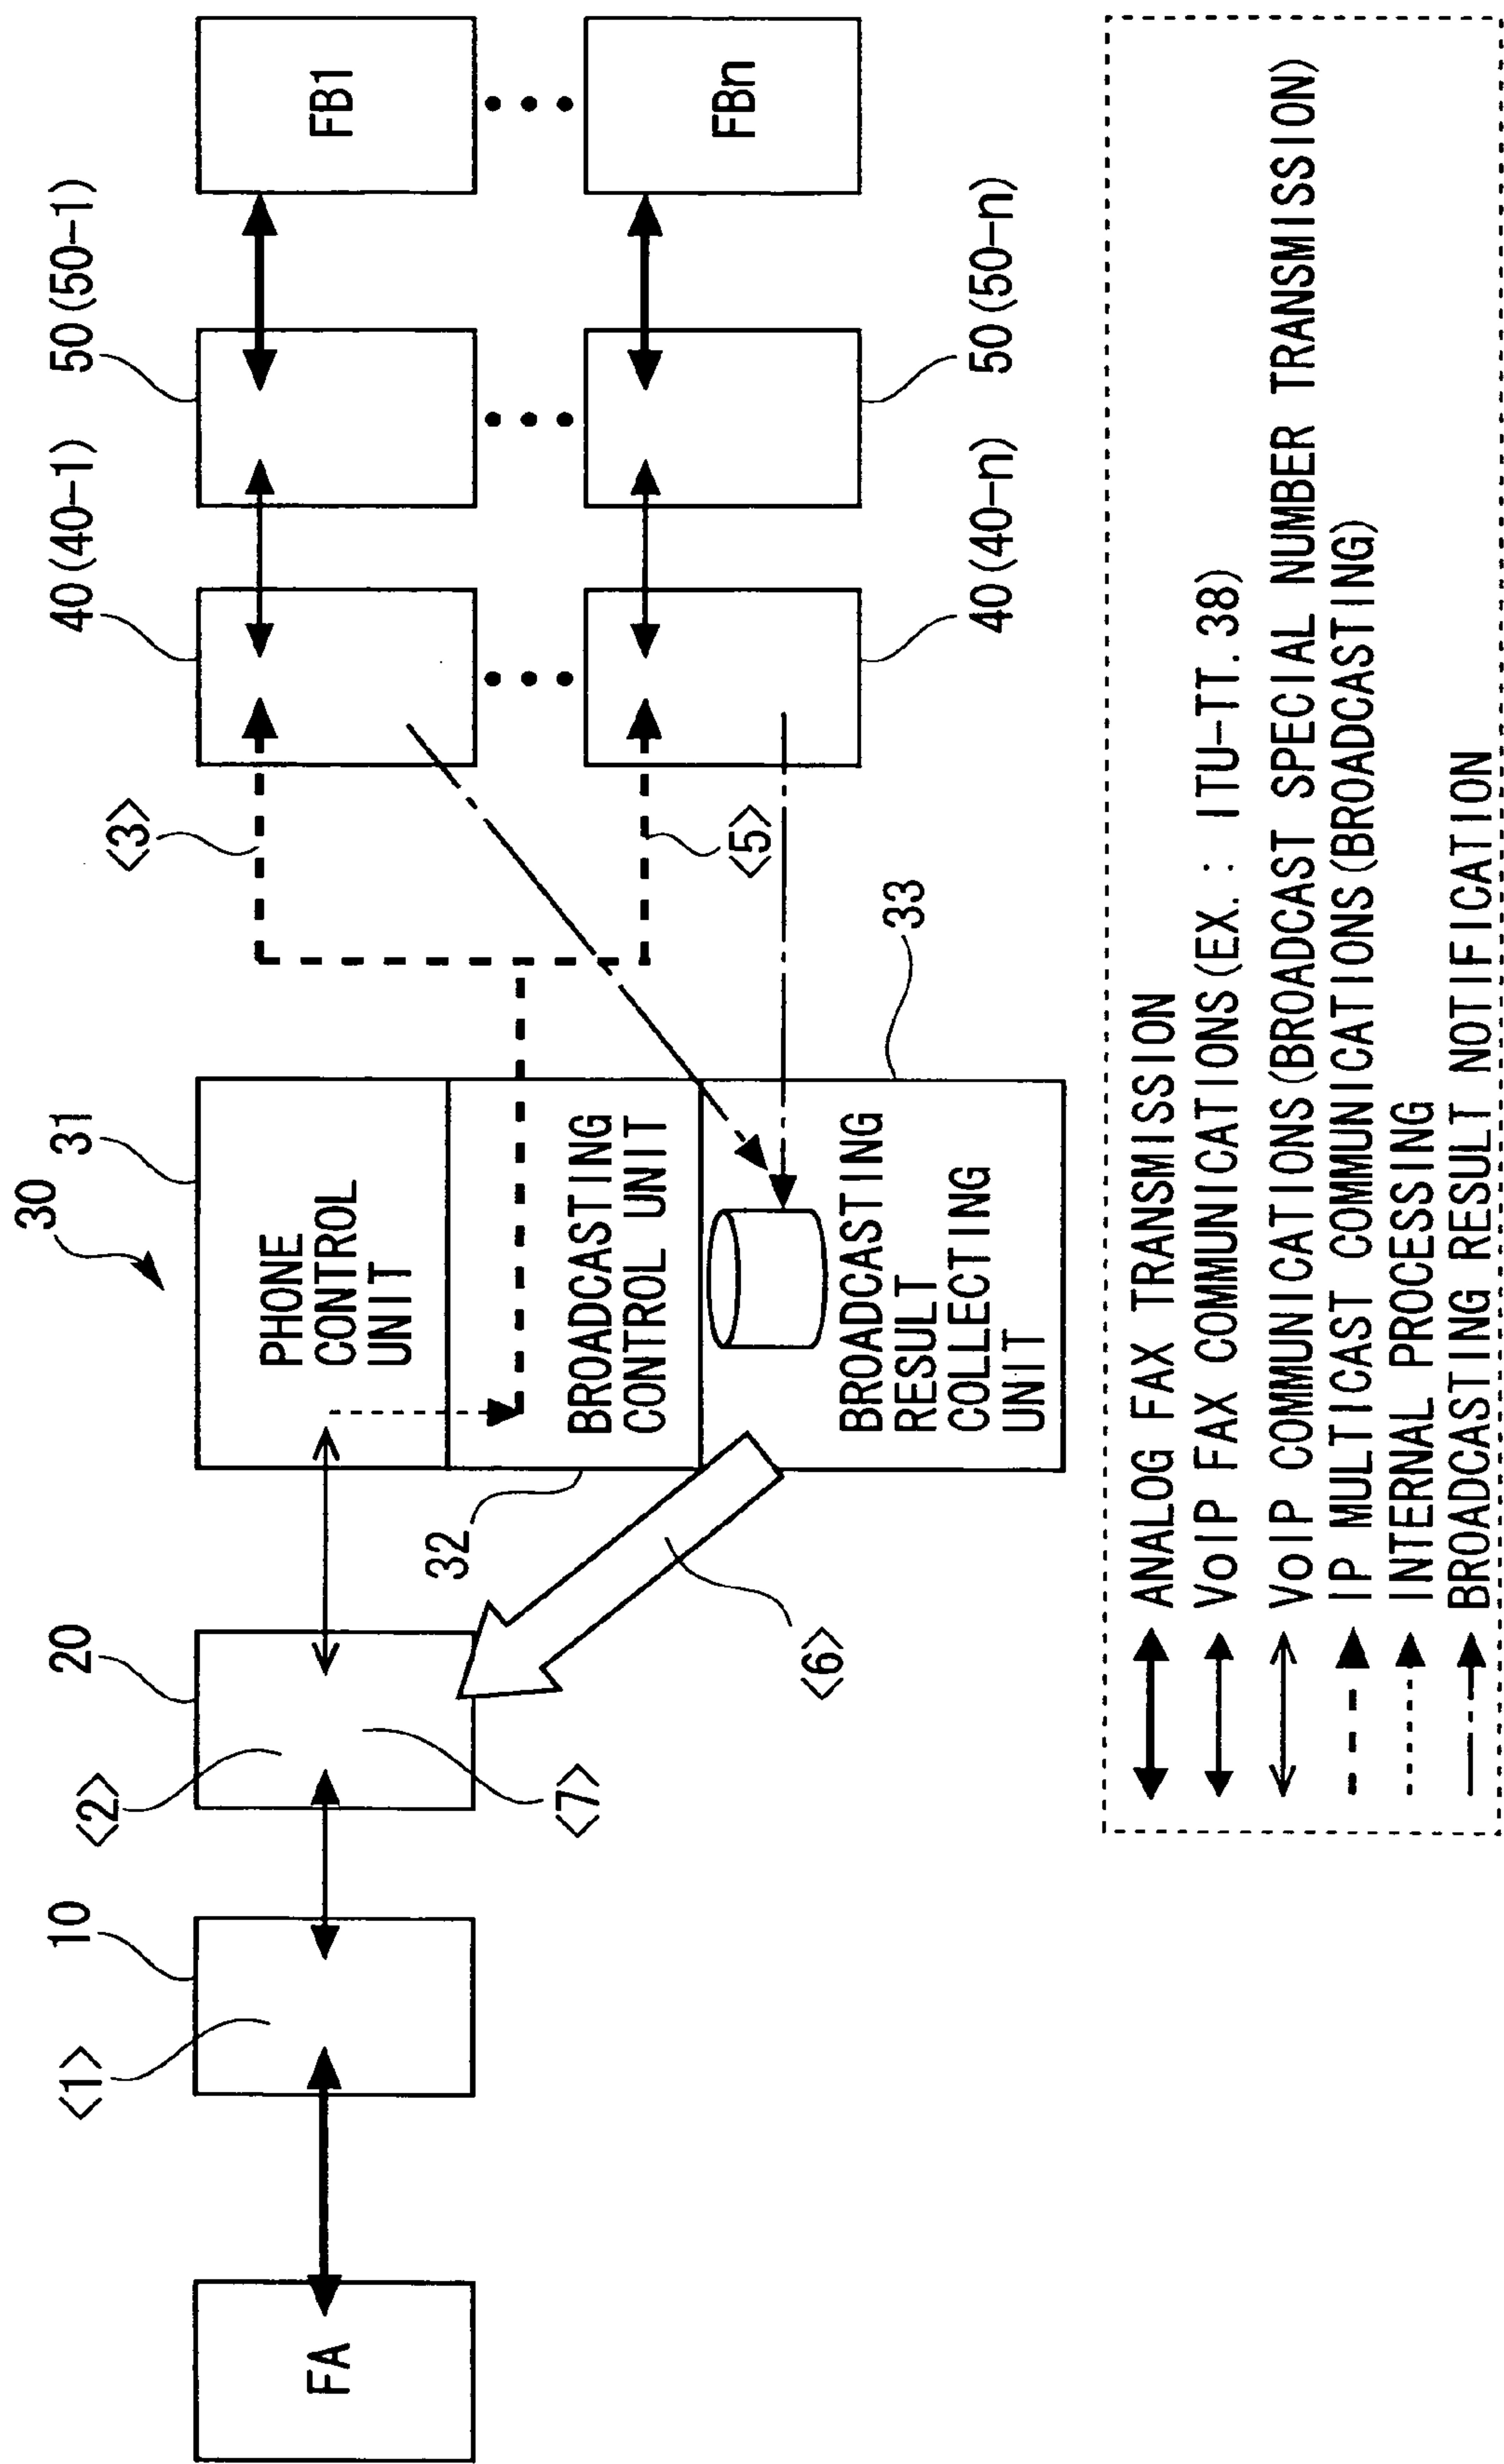 30
31
<3>
40(40-1)
50(50-1)
<1>
10
<2>
20
FA
PHONE
CONTROL
UNIT
FB1
32
BROADCASTING
CONTROL UNIT
<7>
<6>
BROADCASTING
RESULT
COLLECTING
UNIT
33
<5>
40(40-n)
50(50-n)
FBn
ANALOG FAX TRANSMISSION
VoIP FAX COMMUNICATIONS(EX.: ITU-TT.38)
VoIP COMMUNICATIONS(BROADCAST SPECIAL NUMBER TRANSMISSION)
IP MULTICAST COMMUNICATIONS(BROADCASTING)
INTERNAL PROCESSING
BROADCASTING RESULT NOTIFICATION